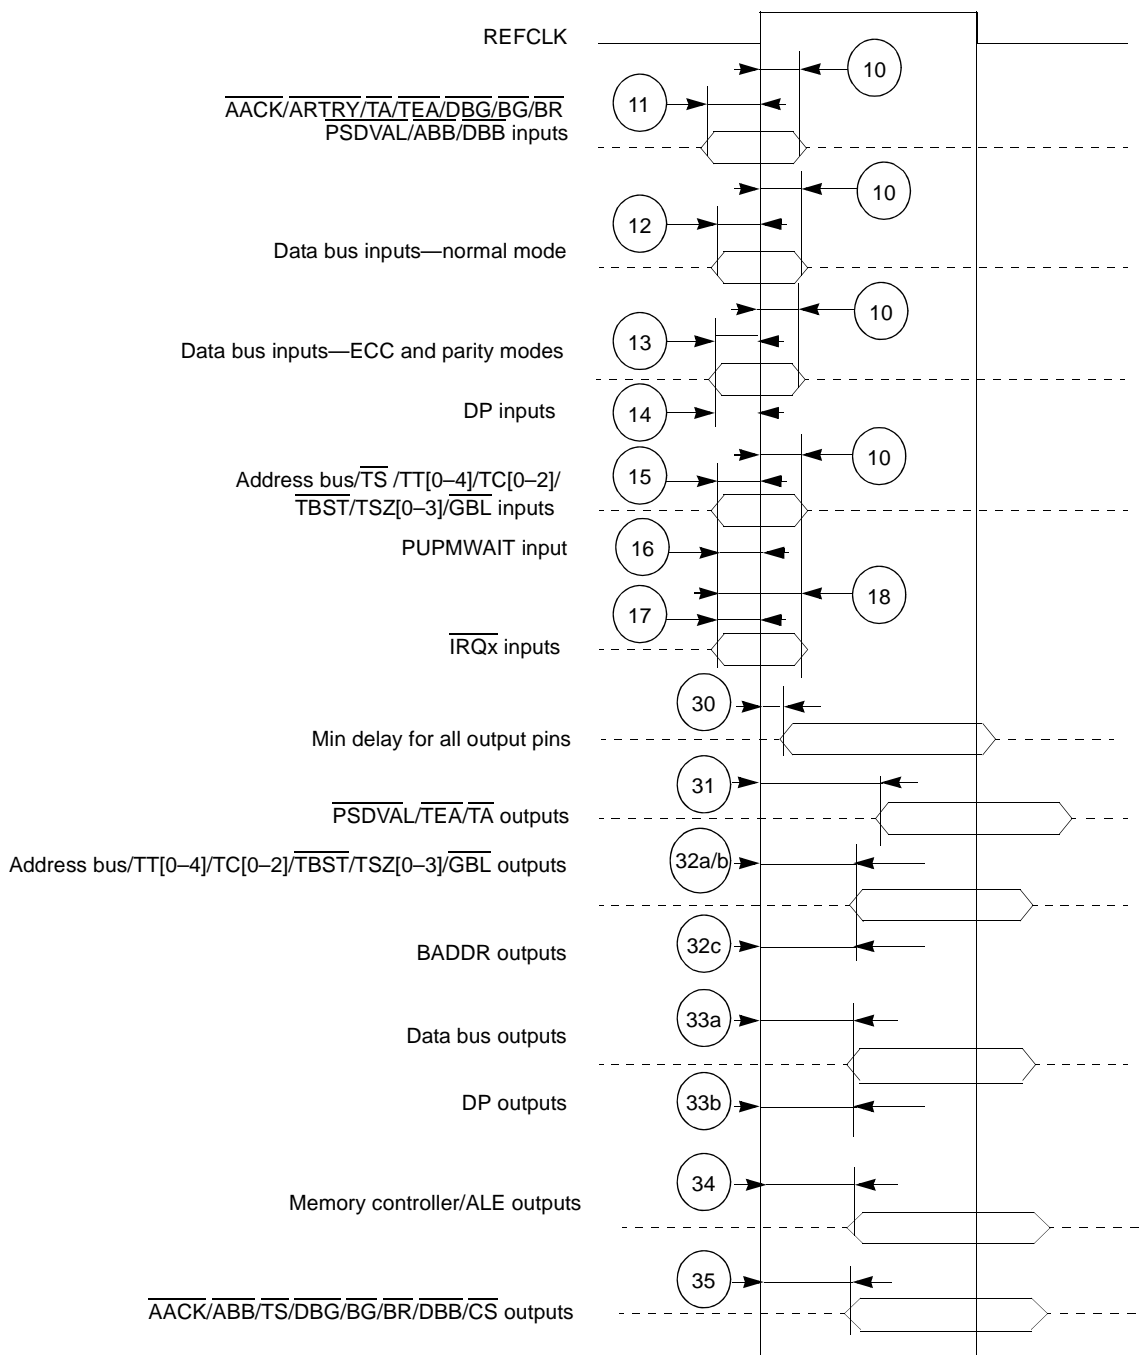 REFCLK
10
AACK/ARTRY/TA/TEA/DBG/BG/BR
11
PSDVAL/ABB/DBB inputs
10
12
Data bus inputs—normal mode
10
13
Data bus inputs—ECC and parity modes
DP inputs
14
10
15
Address bus/TS /TT[0–4]/TC[0–2]/
TBST/TSZ[0–3]/GBL inputs
PUPMWAIT input
16
18
17
IRQx inputs
30
Min delay for all output pins
31
PSDVAL/TEA/TA outputs
32a/b
Address bus/TT[0–4]/TC[0–2]/TBST/TSZ[0–3]/GBL outputs
BADDR outputs
32c
33a
Data bus outputs
DP outputs
33b
34
Memory controller/ALE outputs
35
AACK/ABB/TS/DBG/BG/BR/DBB/CS outputs